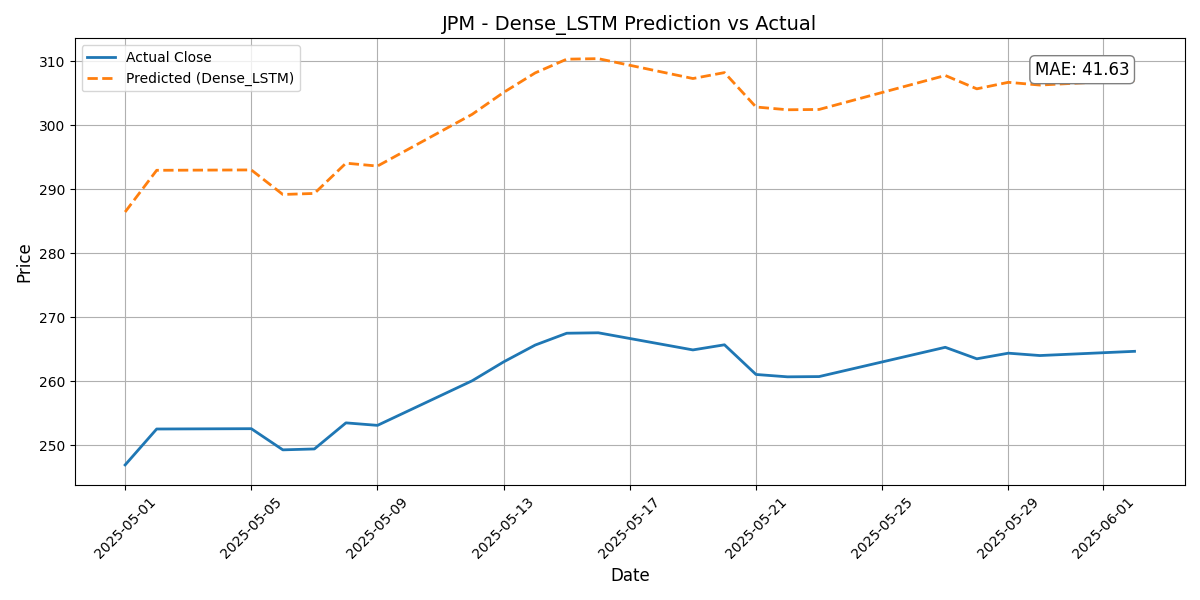 JPM - Dense_LSTM Prediction vs Actual
Actual Close
Predicted (Dense_LSTM)
MAE: 41.63
310
300
290
280
270
260
250
Price
2025-05-01
2025-05-05
2025-05-09
2025-05-13
2025-05-17
2025-05-21
2025-05-25
2025-05-29
2025-06-01
Date